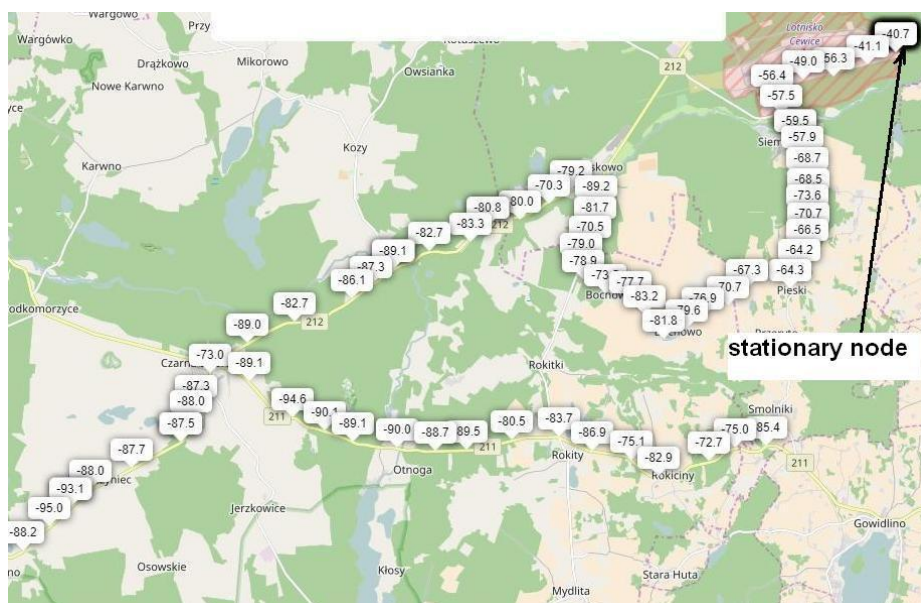 Wargowo
Wargówko
Przy
Drążkowo
Mikorowo
Owsianka
Nowe Karwno
212
Lotnisko
Cewice
-40.7
-41.1
56.3
-49.0
-56.4
-57.5
-59.5
-57.9
Siem
Karwno
Kozy
-68.7
-68.5
-73.6
-70.7
-66.5
-64.2
-64.3
Pieski
-79.2
skowo
-89.2
-70.3
80.0
-80.8
-83.3
212
-82.7
-81.7
-70.5
-79.0
-78.9
-89.1
-87.3
-86.1
-77.7
-83.2
-81.8
79.6
-76.9
70.7
-67.3
odkomorzyce
-82.7
212
-89.0
-73.0
-89.1
-87.3
-88.0
-87.5
stationary node
Rokitki
-94.6
211
-90.1
-89.1
-90.0
-88.7
89.5
211
-80.5
-83.7
-86.9
-75.1
-82.9
-72.7
-75.0
85.4
Smolniki
211
Otnoga
Rokity
Rokiciny
-87.7
-88.0
yniec
-93.1
-95.0
-88.2
no
Jerzkowice
Gowidlino
Osowskie
Kłosy
Stara Huta
Mydlita